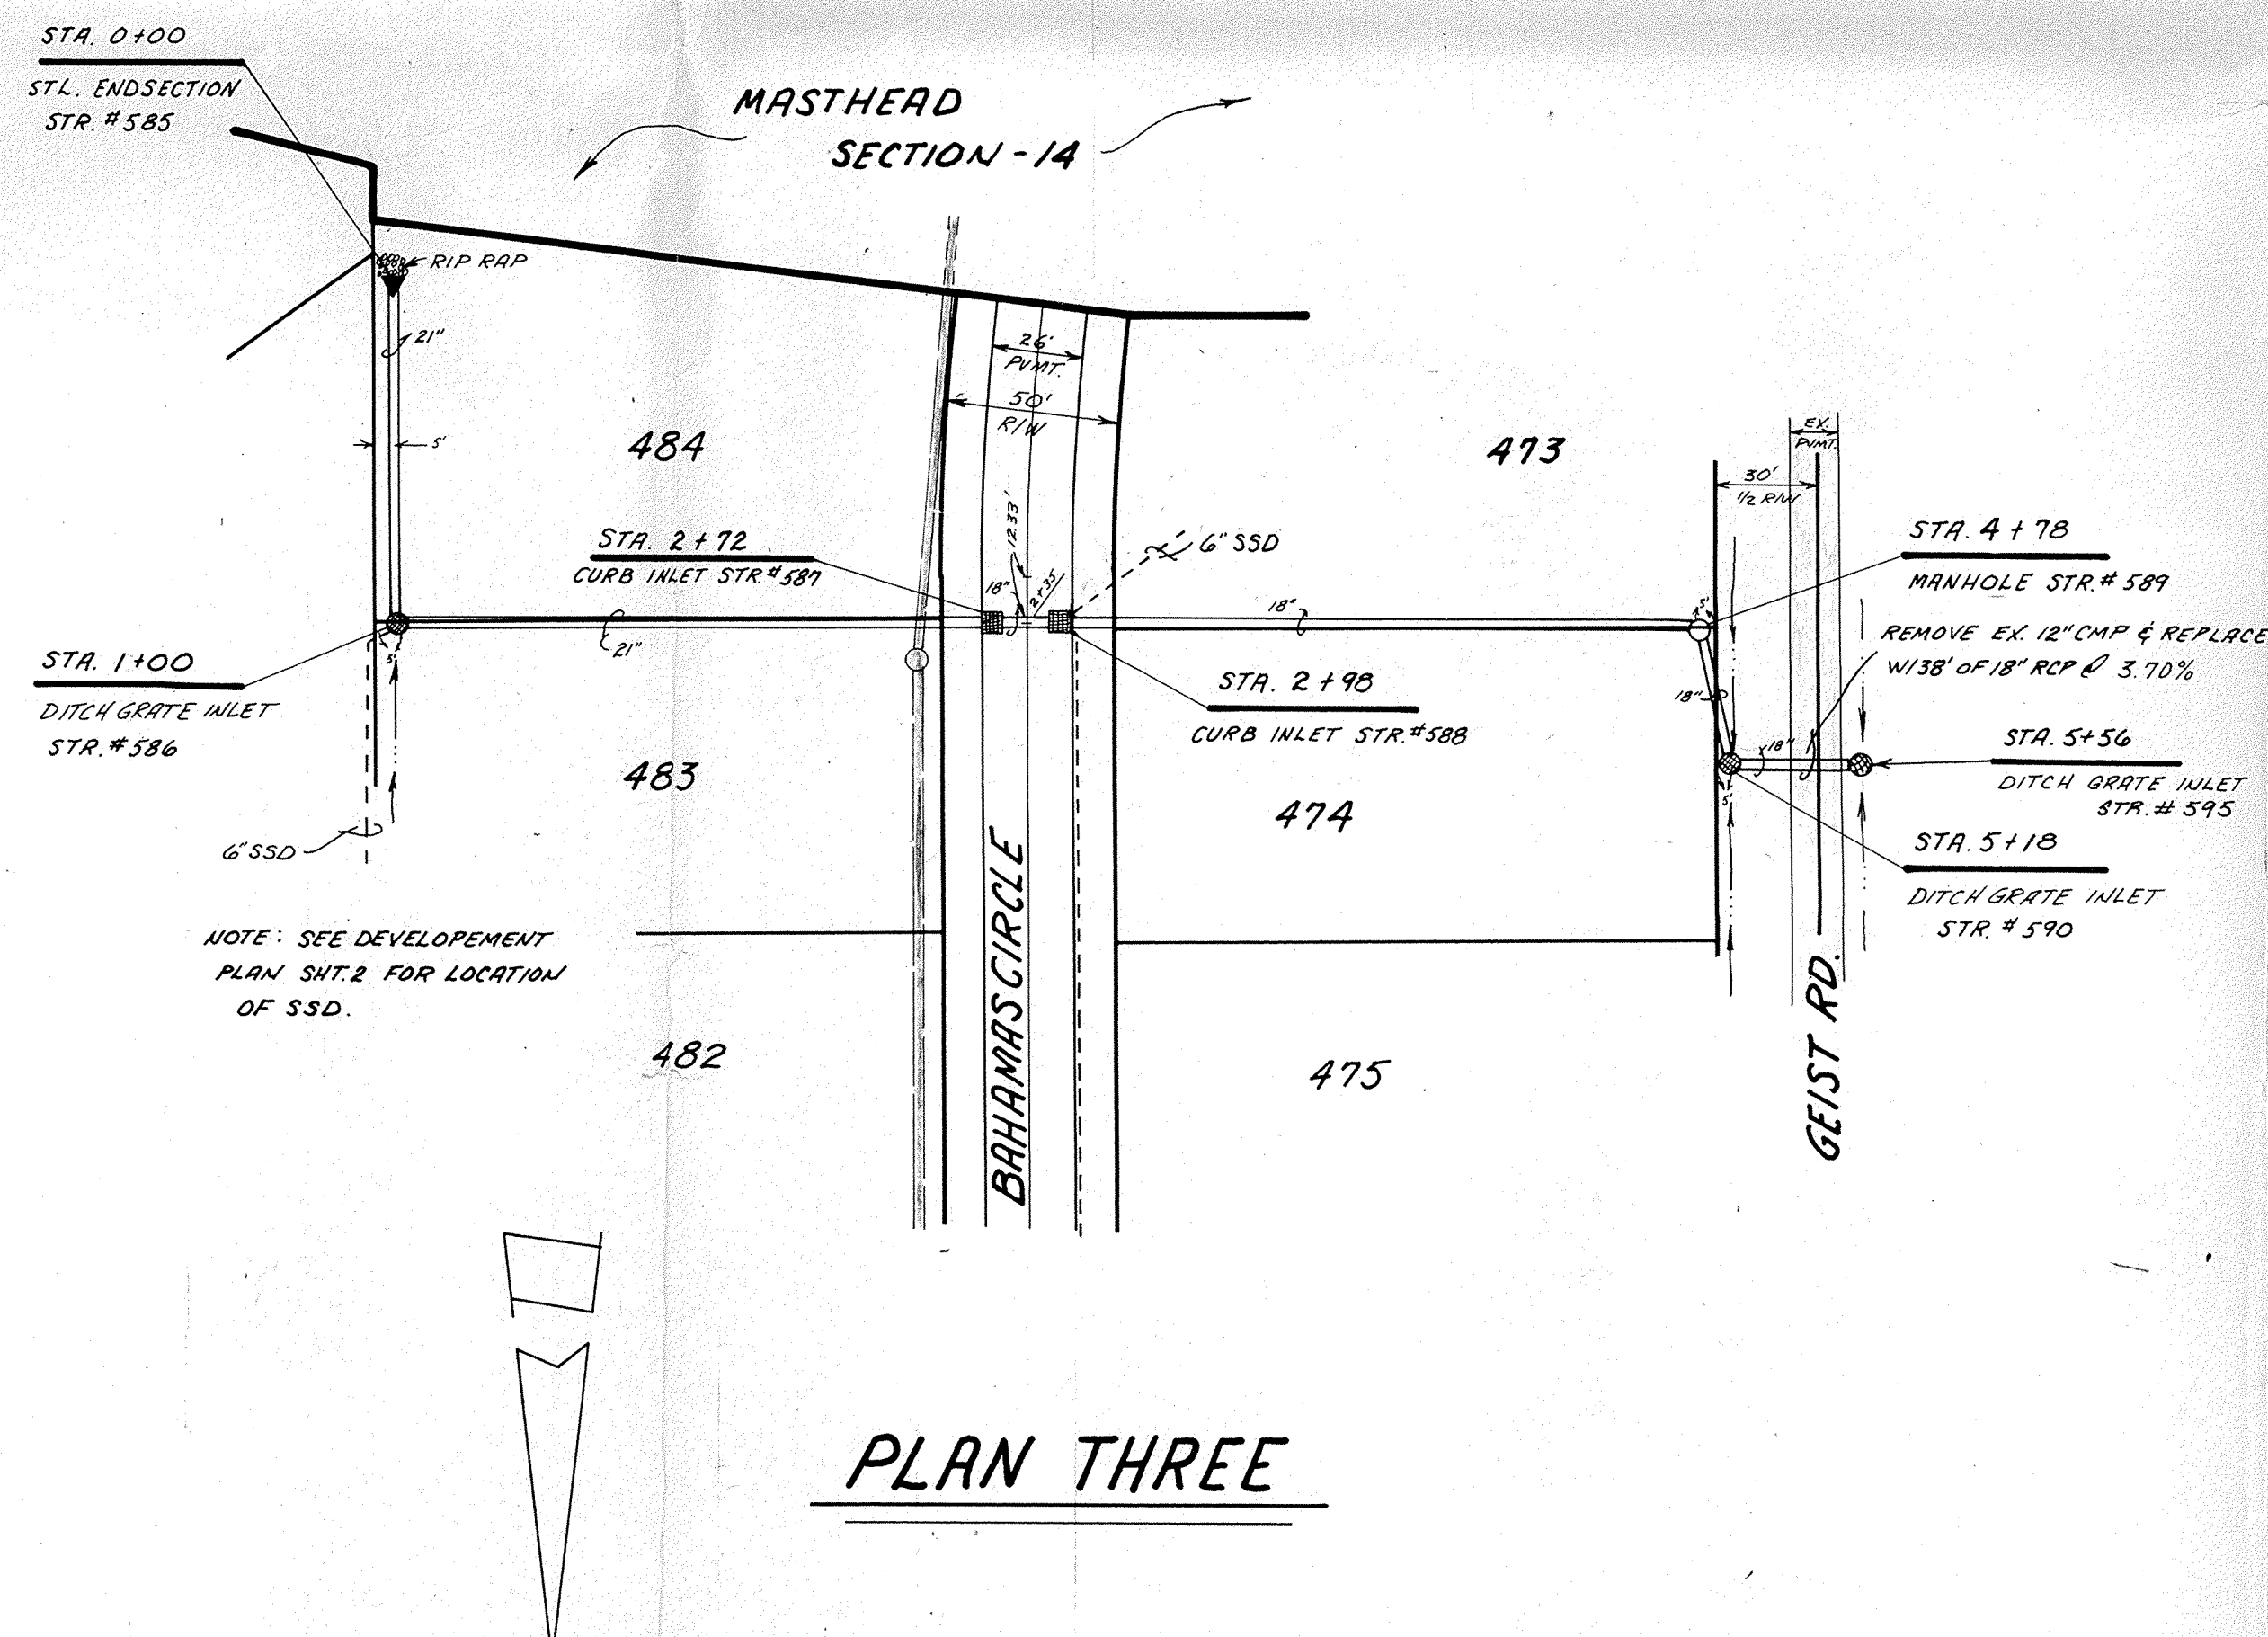 STA. 0+00
STL. ENDSECTION
STR. #585
MASTHEAD
SECTION - 14
RIP RAP
21"
26'
PVMT.
50'
R/W
5'
484
473
EX.
PVMT.
30'
1/2 R/W
STA. 2+72
CURB INLET STR.#587
12.33'
18"
2+35
6" SSD
18"
STA. 4+78
MANHOLE STR.# 589
5'
REMOVE EX. 12" CMP & REPLACE
W/38' OF 18" RCP @ 3.70%
21"
5'
STA. 1+00
DITCH GRATE INLET
STR.#586
STA. 2+98
CURB INLET STR.#588
18"
18"
STA. 5+56
DITCH GRATE INLET
STR.# 595
5'
483
474
6" SSD
STA. 5+18
DITCH GRATE INLET
STR. # 590
NOTE: SEE DEVELOPEMENT
PLAN SHT.2 FOR LOCATION
OF SSD.
BAHAMAS CIRCLE
GEIST RD.
482
475
PLAN THREE